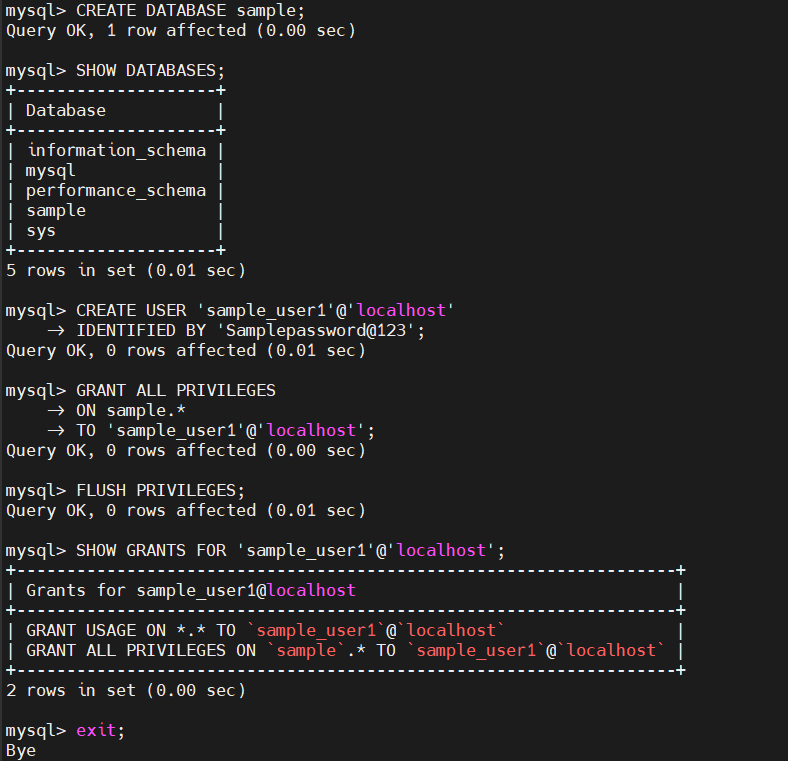 mysql> CREATE DATABASE sample;
Query OK, 1 row affected (0.00 sec)

mysql> SHOW DATABASES;
+--------------------+
| Database           |
+--------------------+
| information_schema |
| mysql              |
| performance_schema |
| sample             |
| sys                |
+--------------------+
5 rows in set (0.01 sec)

mysql> CREATE USER 'sample_user1'@'localhost'
    → IDENTIFIED BY 'Samplepassword@123';
Query OK, 0 rows affected (0.01 sec)

mysql> GRANT ALL PRIVILEGES
    → ON sample.*
    → TO 'sample_user1'@'localhost';
Query OK, 0 rows affected (0.00 sec)

mysql> FLUSH PRIVILEGES;
Query OK, 0 rows affected (0.01 sec)

mysql> SHOW GRANTS FOR 'sample_user1'@'localhost';
+------------------------------------------------------------------+
| Grants for sample_user1@localhost                                |
+------------------------------------------------------------------+
| GRANT USAGE ON *.* TO `sample_user1`@`localhost`                 |
| GRANT ALL PRIVILEGES ON `sample`.* TO `sample_user1`@`localhost` |
+------------------------------------------------------------------+
2 rows in set (0.00 sec)

mysql> exit;
Bye